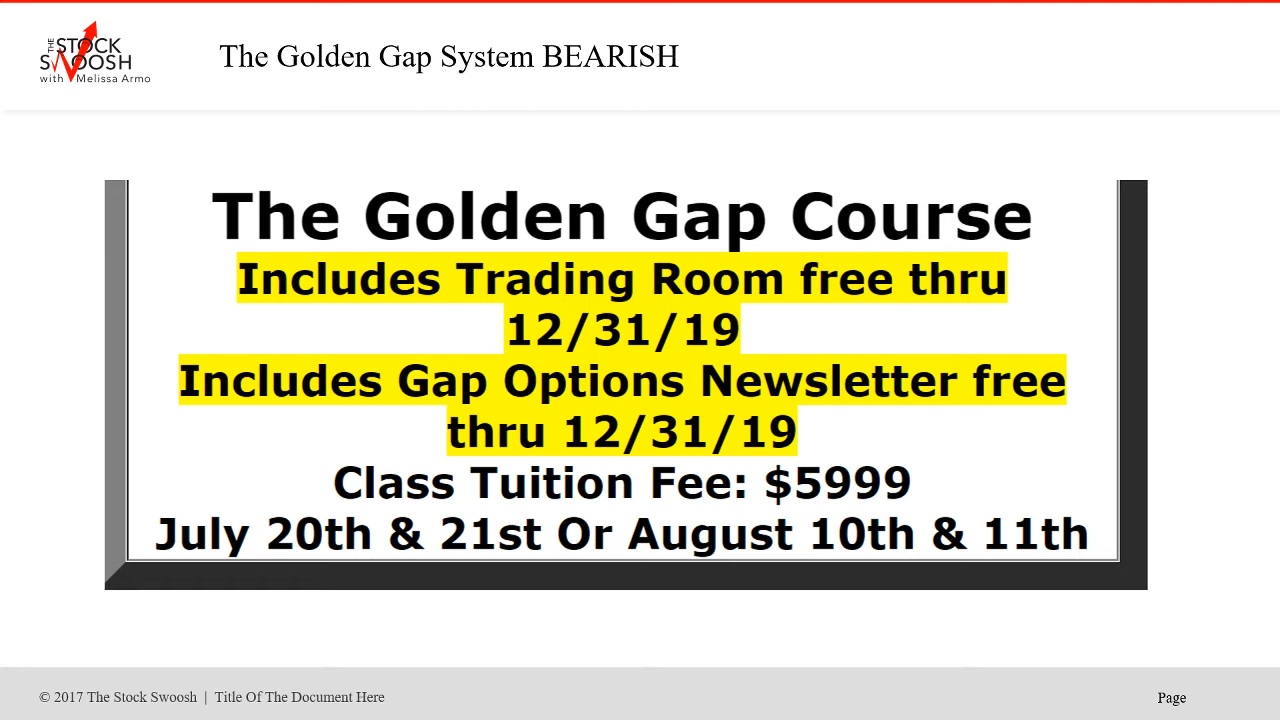 THE STOCK
SWOOSH
with Melissa Armo
The Golden Gap System BEARISH
The Golden Gap Course
Includes Trading Room free thru
12/31/19
Includes Gap Options Newsletter free
thru 12/31/19
Class Tuition Fee: $5999
July 20th & 21st Or August 10th & 11th
© 2017 The Stock Swoosh | Title Of The Document Here
Page